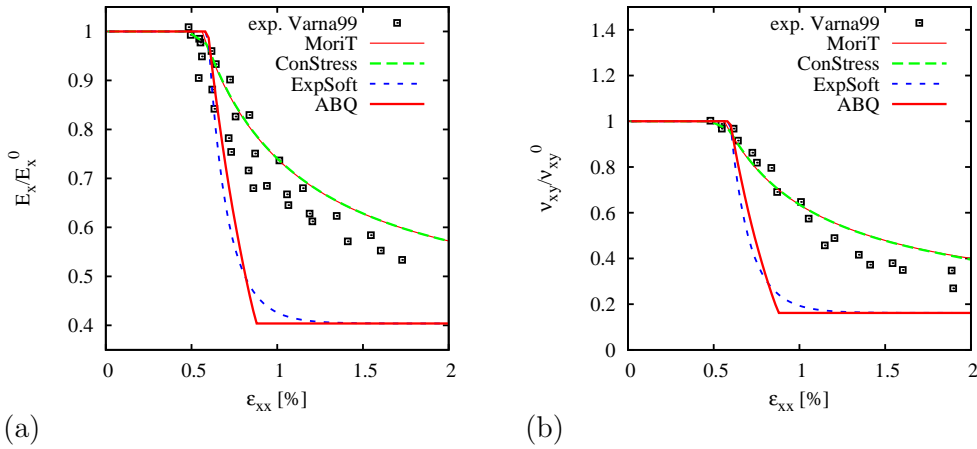 exp. Varna99
MoriT
ConStress
ExpSoft
ABQ
1
0.9
0.8
0.7
0.6
0.5
0.4
E_x/E_x^0
0 0.5 1 1.5 2
ε_xx [%]
(a)
exp. Varna99
MoriT
ConStress
ExpSoft
ABQ
1.4
1.2
1
0.8
0.6
0.4
0.2
0
ν_xy/ν_xy^0
0 0.5 1 1.5 2
ε_xx [%]
(b)